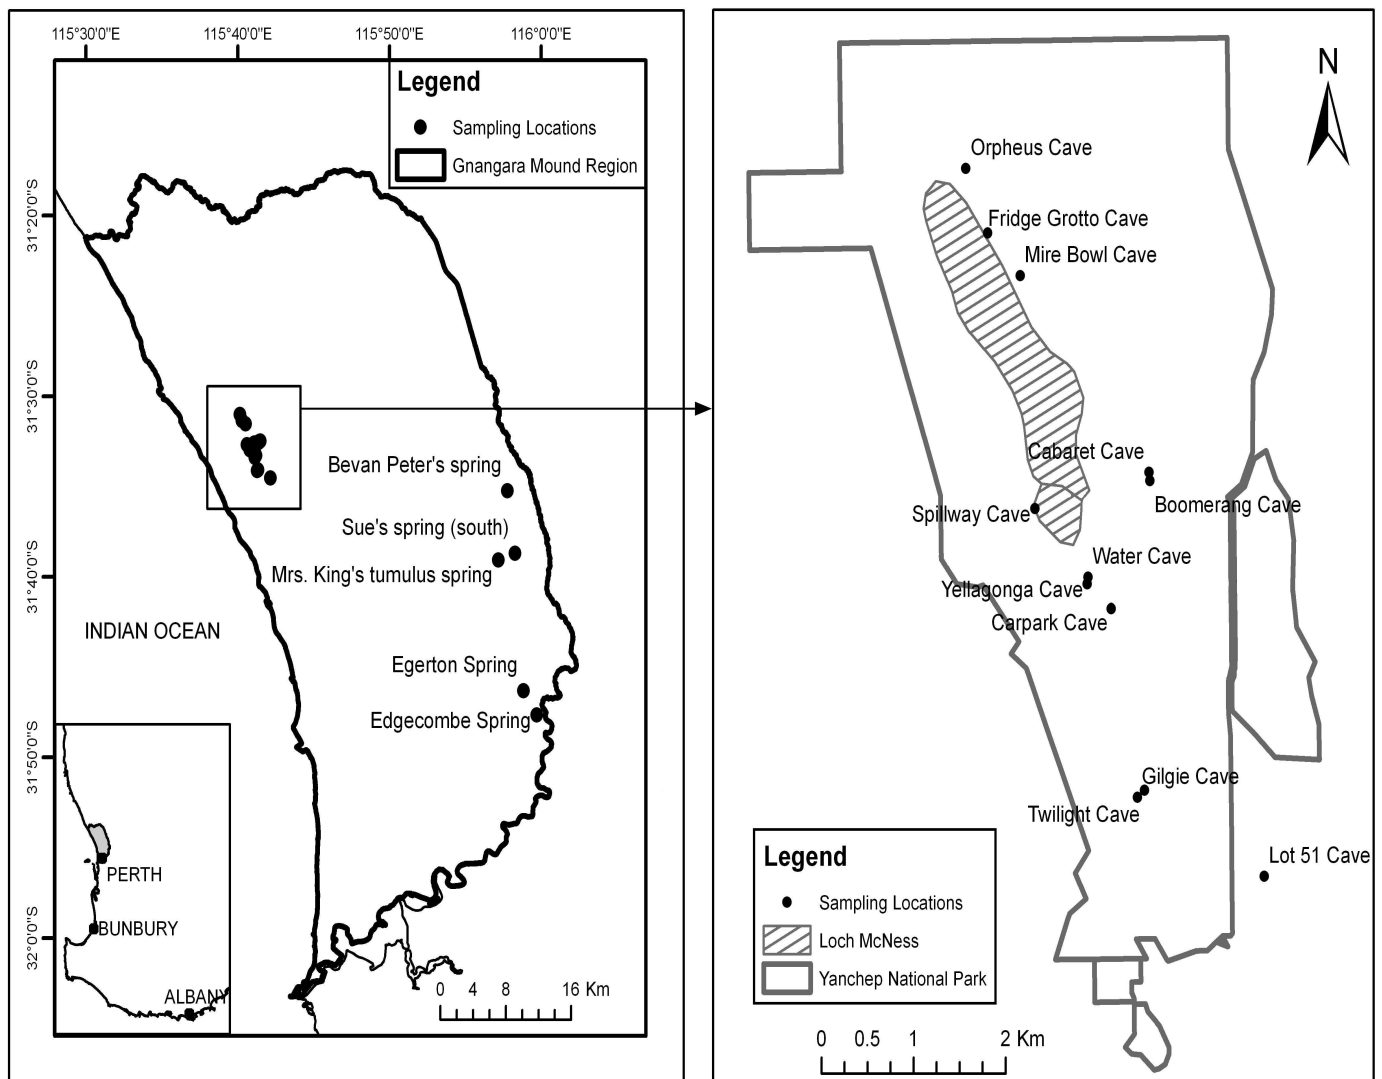 115°30'0"E 115°40'0"E 115°50'0"E 116°0'0"E
Legend
Sampling Locations
Gnangara Mound Region
31°20'0"S
31°30'0"S
31°40'0"S
31°50'0"S
32°0'0"S
Bevan Peter's spring
Sue's spring (south)
Mrs. King's tumulus spring
INDIAN OCEAN
Egerton Spring
Edgecombe Spring
PERTH
BUNBURY
ALBANY
0 4 8 16 Km
N
Orpheus Cave
Fridge Grotto Cave
Mire Bowl Cave
Cabaret Cave
Boomerang Cave
Spillway Cave
Water Cave
Yellagonga Cave
Carpark Cave
Gilgie Cave
Twilight Cave
Lot 51 Cave
Legend
Sampling Locations
Loch McNess
Yanchep National Park
0 0.5 1 2 Km